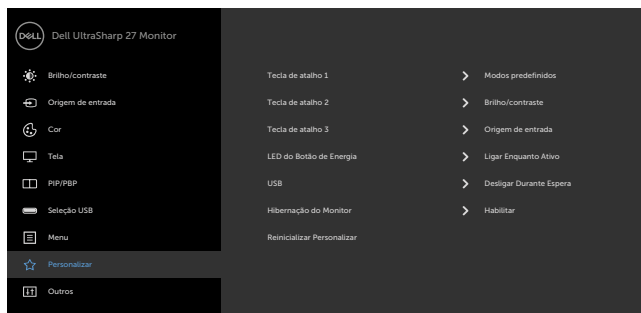 DELL
Dell UltraSharp 27 Monitor
Brilho/contraste
Origem de entrada
Cor
Tela
PIP/PBP
Seleção USB
Menu
Personalizar
Outros
Tecla de atalho 1 Modos predefinidos
Tecla de atalho 2 Brilho/contraste
Tecla de atalho 3 Origem de entrada
LED do Botão de Energia Ligar Enquanto Ativo
USB Desligar Durante Espera
Hibernação do Monitor Habilitar
Reinicializar Personalizar